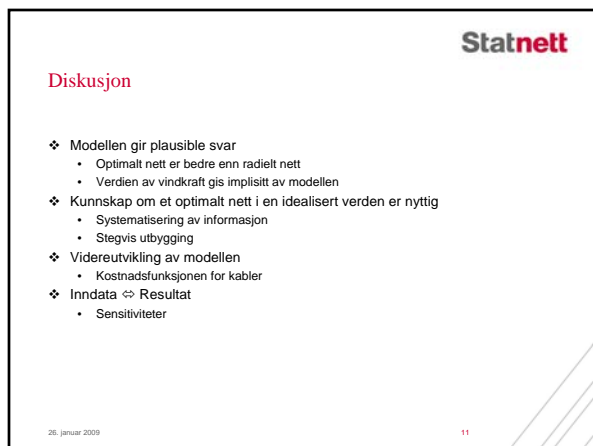 Statnett
Diskusjon
❖ Modellen gir plausible svar
• Optimalt nett er bedre enn radielt nett
• Verdien av vindkraft gis implisitt av modellen
❖ Kunnskap om et optimalt nett i en idealisert verden er nyttig
• Systematisering av informasjon
• Stegvis utbygging
❖ Videreutvikling av modellen
• Kostnadsfunksjonen for kabler
❖ Inndata ⇔ Resultat
• Sensitiviteter
26. januar 2009 11